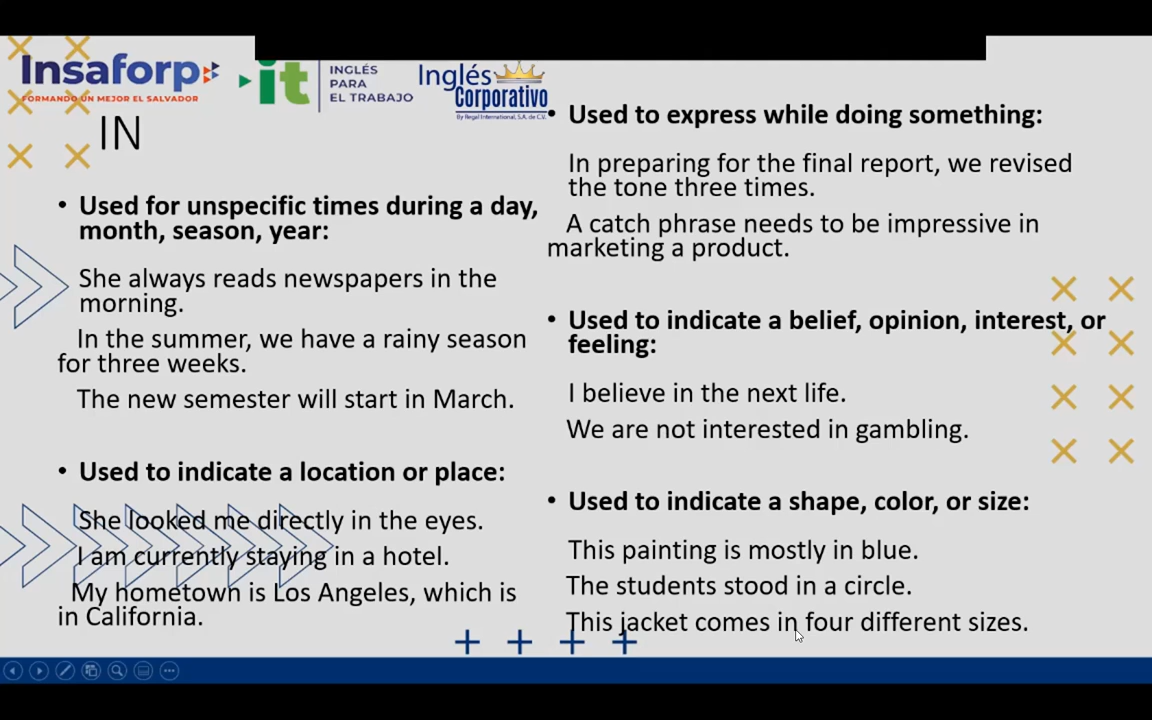 Insaforp
FORMANDO UN MEJOR EL SALVADOR
it
INGLÉS
PARA
EL TRABAJO
Inglés
Corporativo
By Regal International, S.A. de C.V.
IN
• Used for unspecific times during a day,
month, season, year:
She always reads newspapers in the
morning.
In the summer, we have a rainy season
for three weeks.
The new semester will start in March.
• Used to indicate a location or place:
She looked me directly in the eyes.
I am currently staying in a hotel.
My hometown is Los Angeles, which is
in California.
• Used to express while doing something:
In preparing for the final report, we revised
the tone three times.
A catch phrase needs to be impressive in
marketing a product.
• Used to indicate a belief, opinion, interest, or
feeling:
I believe in the next life.
We are not interested in gambling.
• Used to indicate a shape, color, or size:
This painting is mostly in blue.
The students stood in a circle.
This jacket comes in four different sizes.